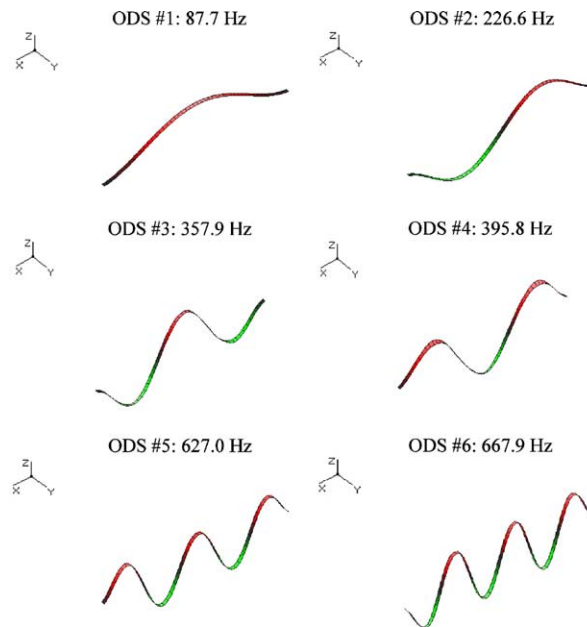 ODS #1: 87.7 Hz
ODS #2: 226.6 Hz
Z
X
Y
Z
X
Y
ODS #3: 357.9 Hz
ODS #4: 395.8 Hz
Z
X
Y
Z
X
Y
ODS #5: 627.0 Hz
ODS #6: 667.9 Hz
Z
X
Y
Z
X
Y